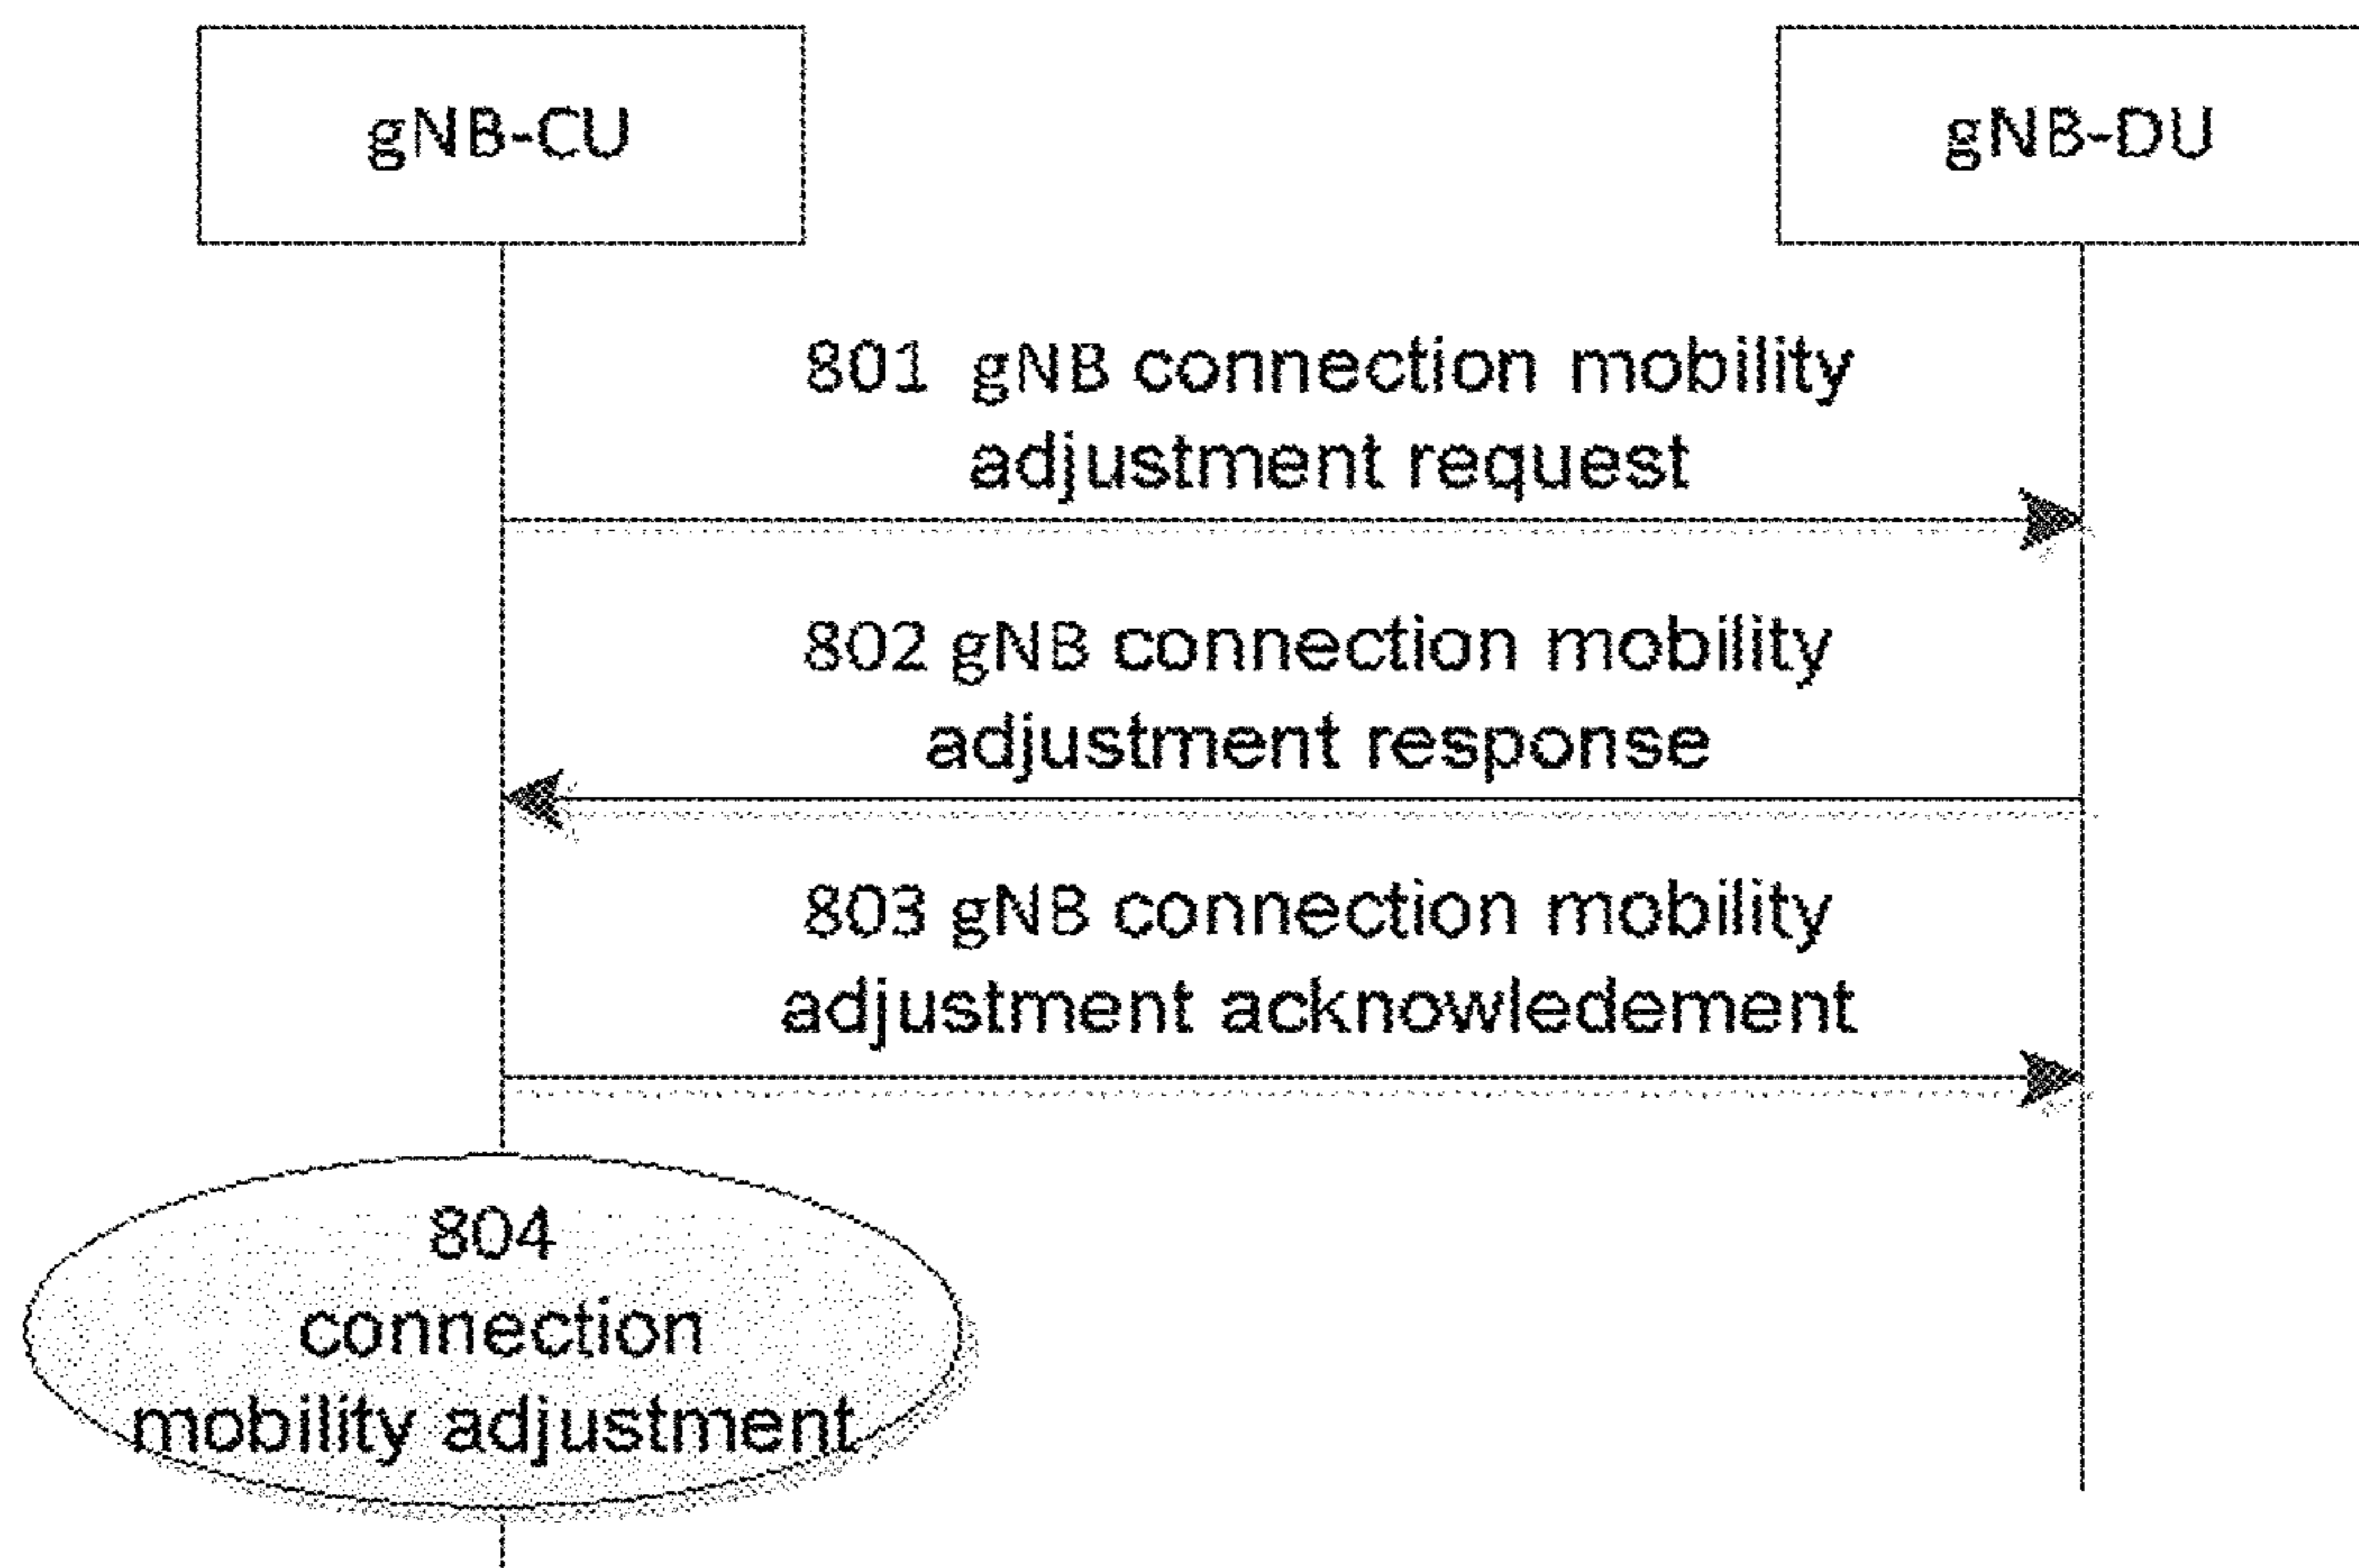 gNB-CU
gNB-DU
801 gNB connection mobility
adjustment request
802 gNB connection mobility
adjustment response
803 gNB connection mobility
adjustment acknowledement
804
connection
mobility adjustment